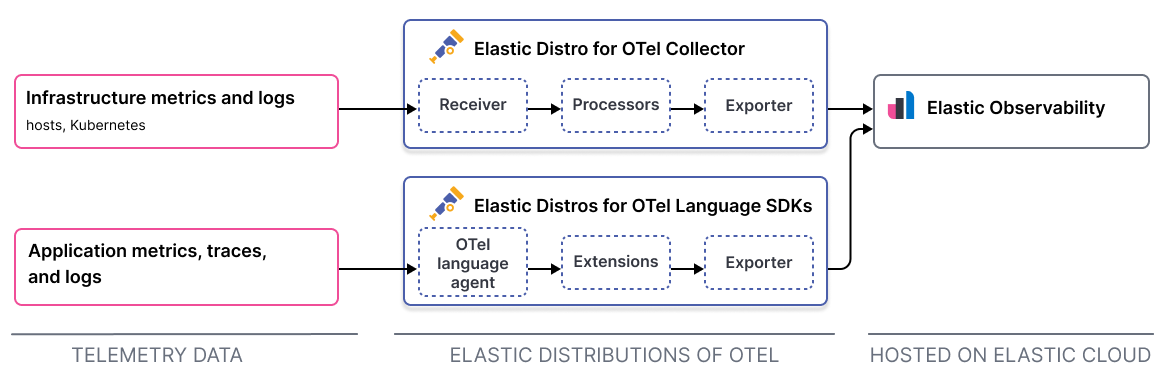 Elastic Distro for OTel Collector
Infrastructure metrics and logs
hosts, Kubernetes
Receiver
Processors
Exporter
Elastic Observability
Elastic Distros for OTel Language SDKs
Application metrics, traces,
and logs
OTel
language
agent
Extensions
Exporter
TELEMETRY DATA
ELASTIC DISTRIBUTIONS OF OTEL
HOSTED ON ELASTIC CLOUD